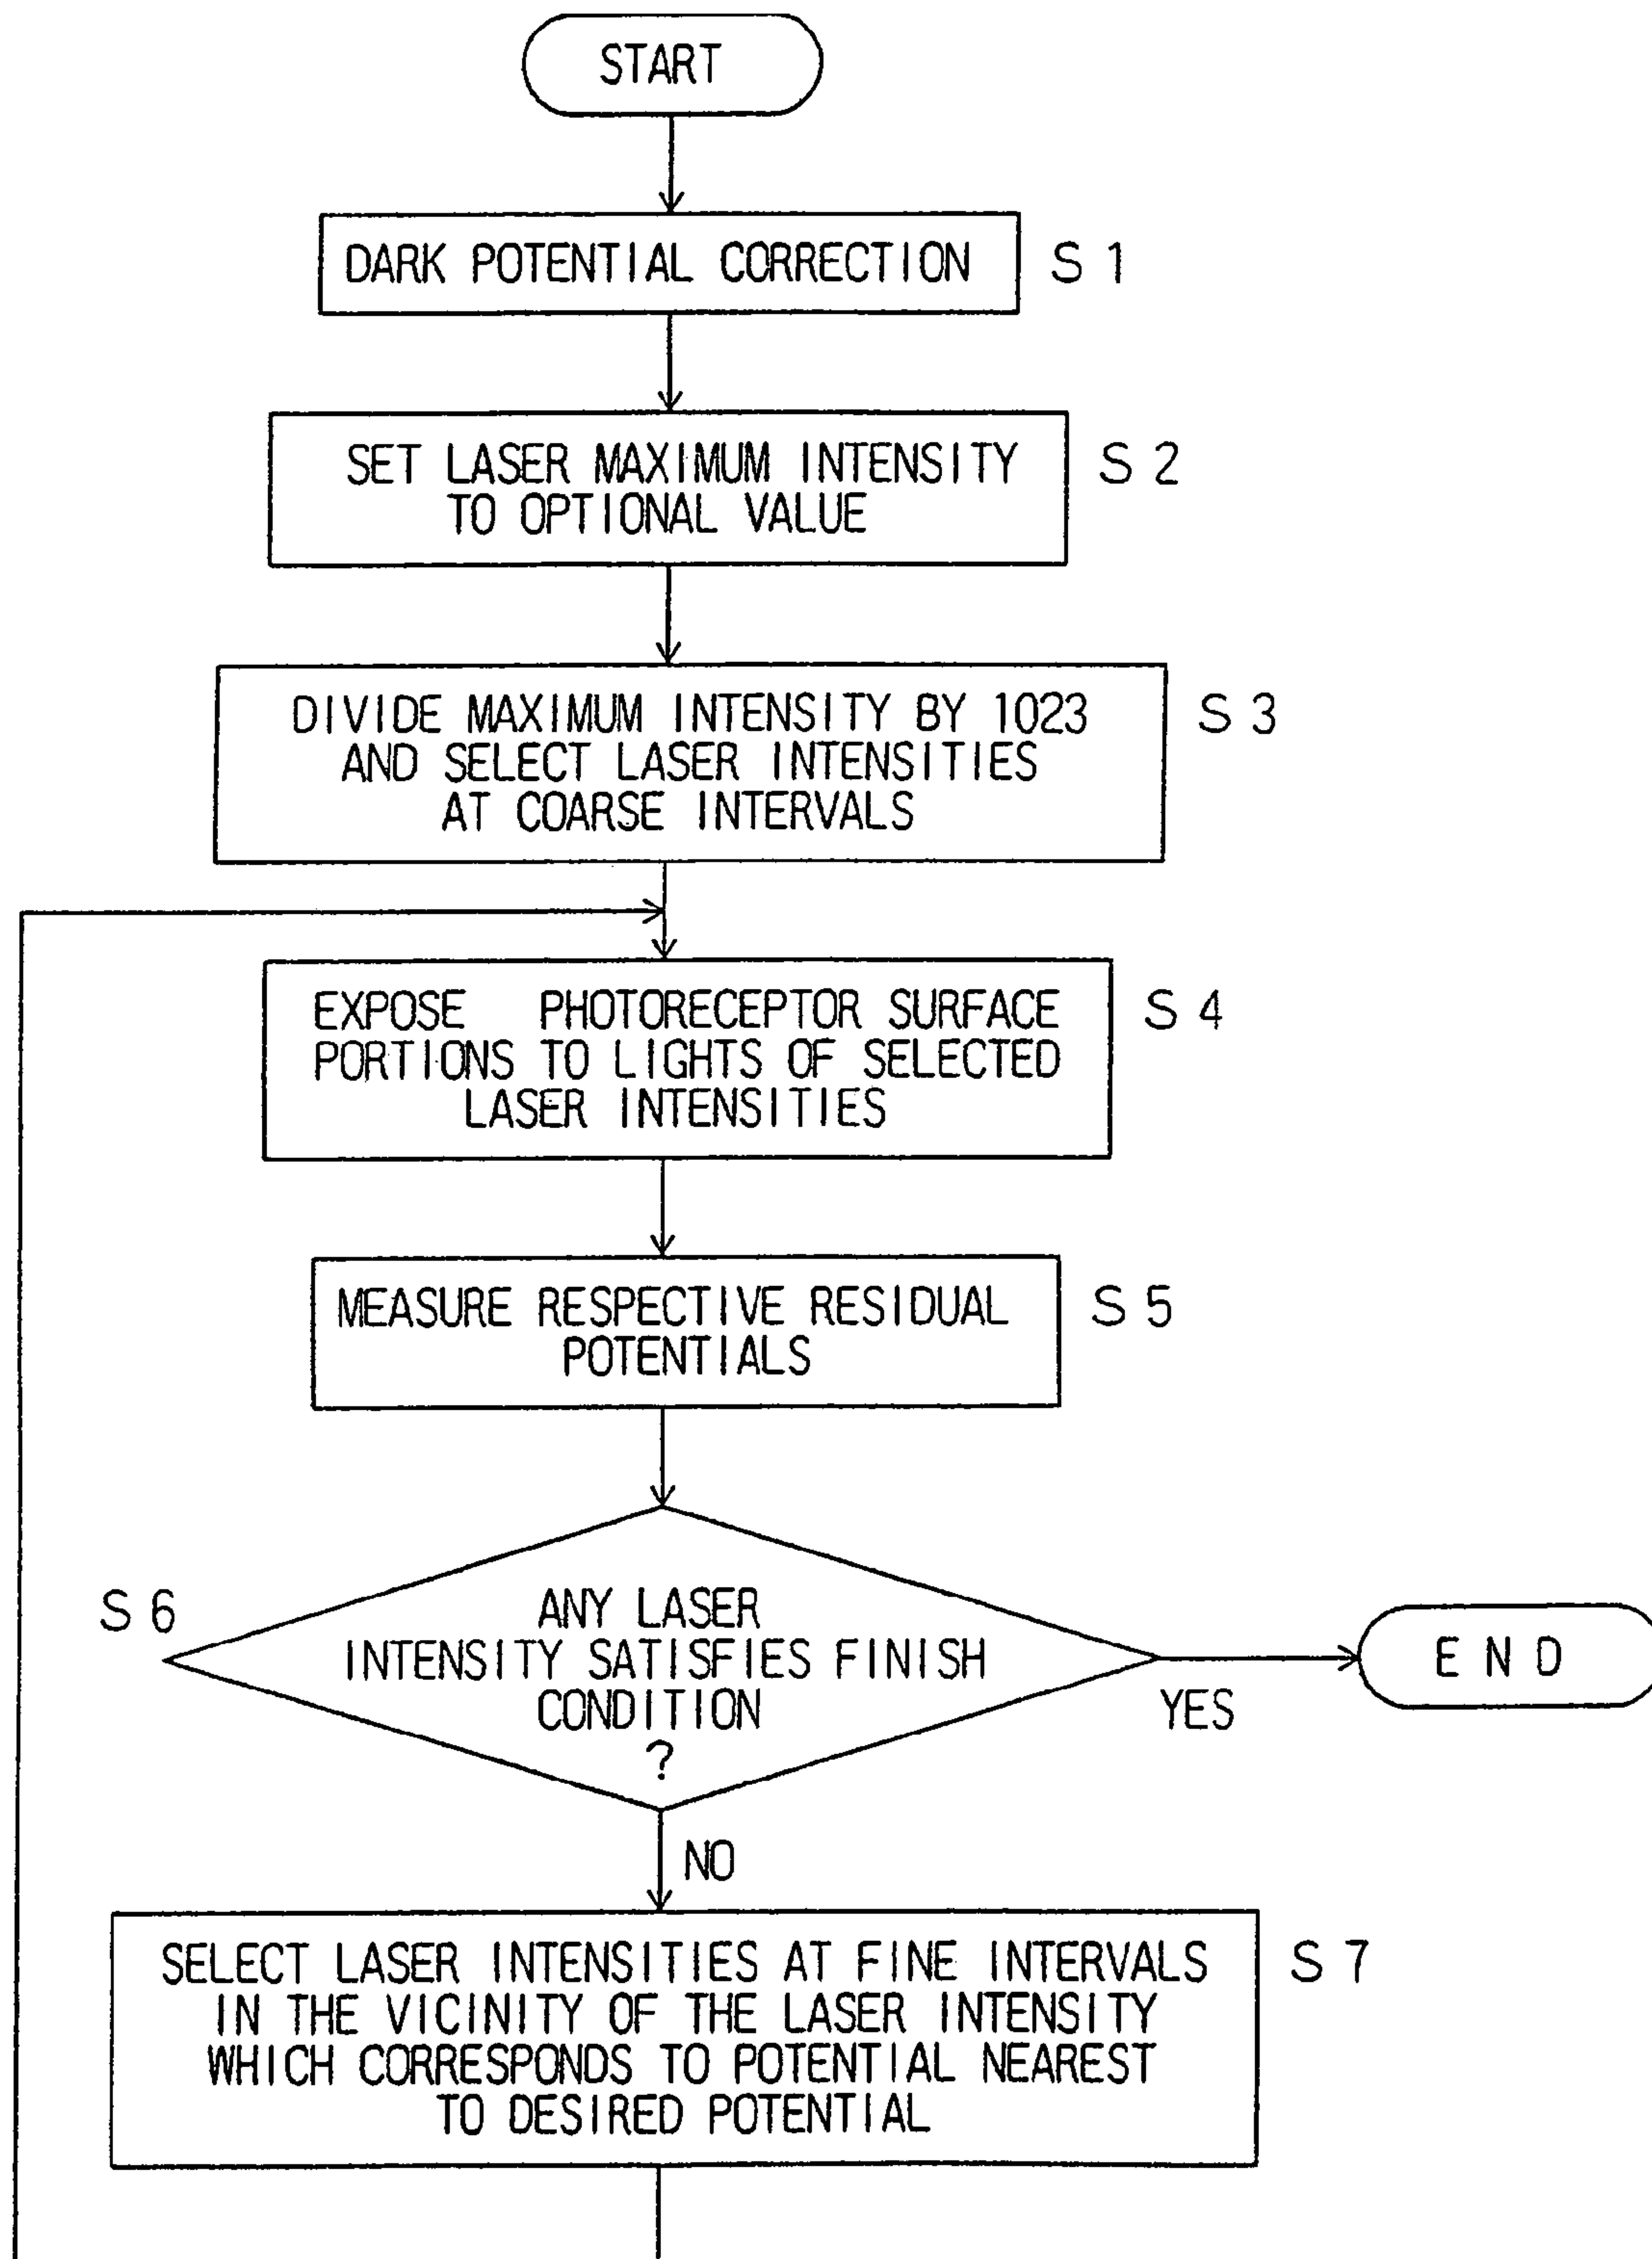 START
DARK POTENTIAL CORRECTION
S 1
SET LASER MAXIMUM INTENSITY
TO OPTIONAL VALUE
S 2
DIVIDE MAXIMUM INTENSITY BY 1023
AND SELECT LASER INTENSITIES
AT COARSE INTERVALS
S 3
EXPOSE PHOTORECEPTOR SURFACE
PORTIONS TO LIGHTS OF SELECTED
LASER INTENSITIES
S 4
MEASURE RESPECTIVE RESIDUAL
POTENTIALS
S 5
S 6
ANY LASER
INTENSITY SATISFIES FINISH
CONDITION
?
YES
E N D
NO
SELECT LASER INTENSITIES AT FINE INTERVALS
IN THE VICINITY OF THE LASER INTENSITY
WHICH CORRESPONDS TO POTENTIAL NEAREST
TO DESIRED POTENTIAL
S 7